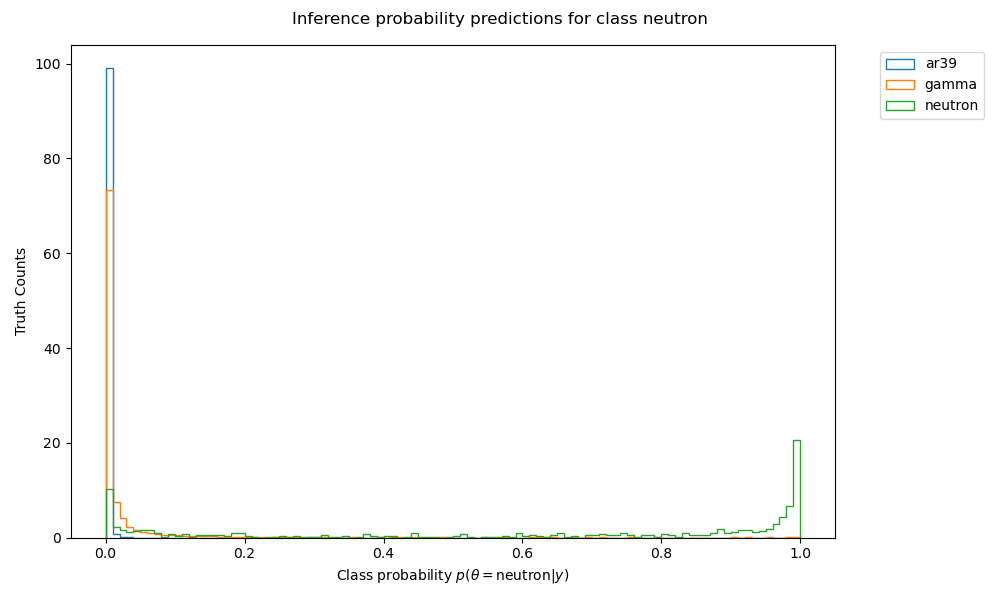 Inference probability predictions for class neutron
ar39
gamma
neutron
100
80
60
40
20
0
Truth Counts
0.0 0.2 0.4 0.6 0.8 1.0
Class probability p(θ = neutron|y)